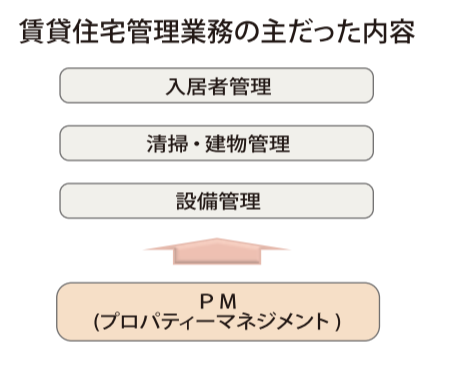 賃貸住宅管理業務の主だった内容
入居者管理
清掃・建物管理
設備管理
ＰＭ
(プロパティーマネジメント)